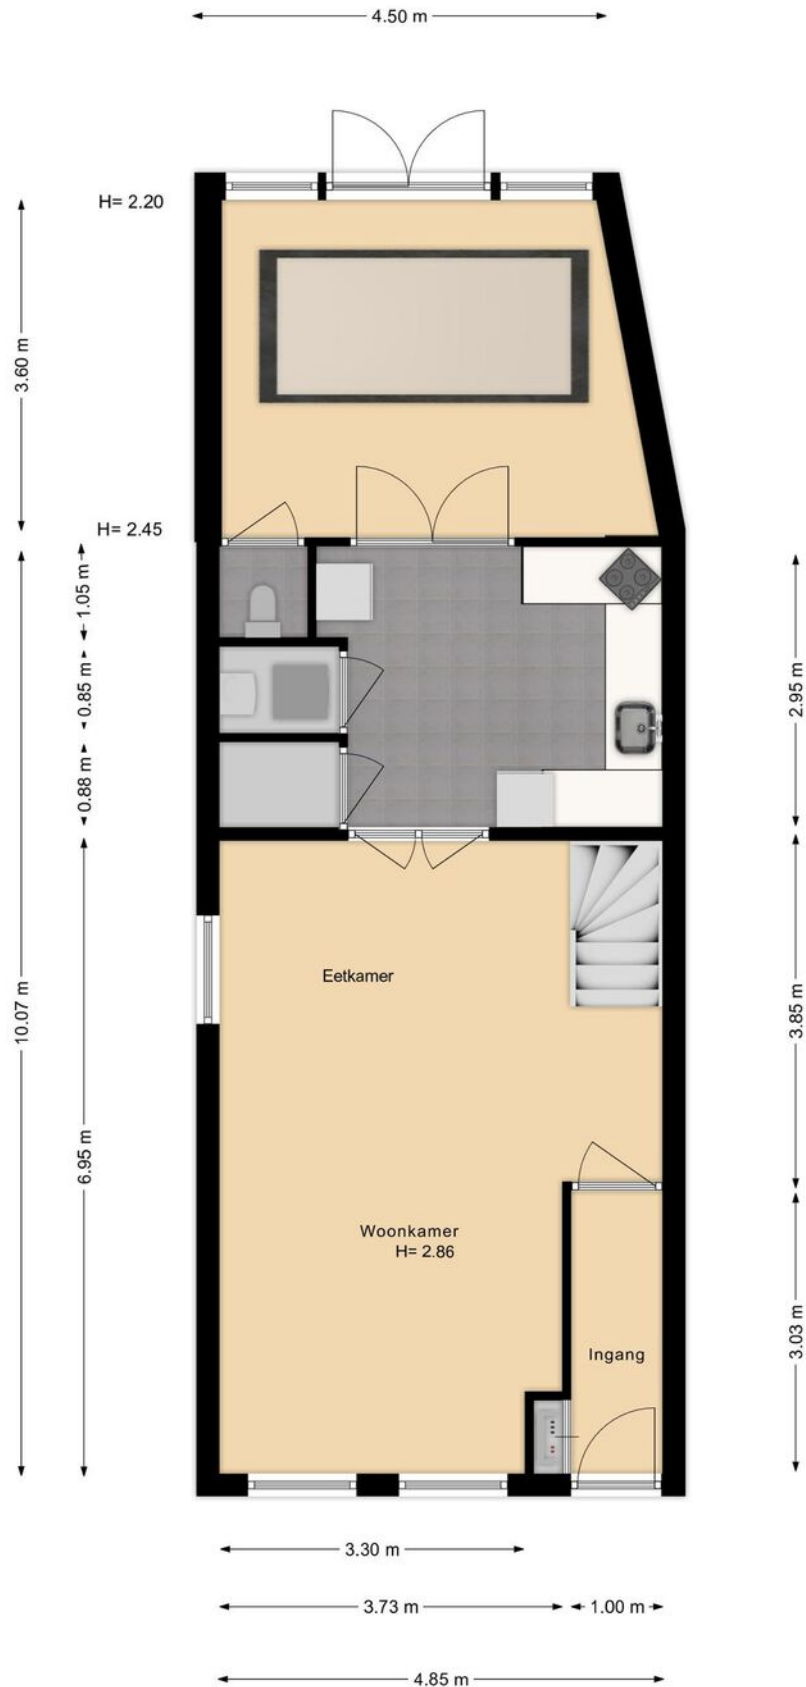 4.50 m
H= 2.20
3.60 m
H= 2.45
1.05 m
0.85 m
0.88 m
2.95 m
10.07 m
6.95 m
3.85 m
Eetkamer
Woonkamer
H= 2.86
Ingang
3.03 m
3.30 m
3.73 m
1.00 m
4.85 m